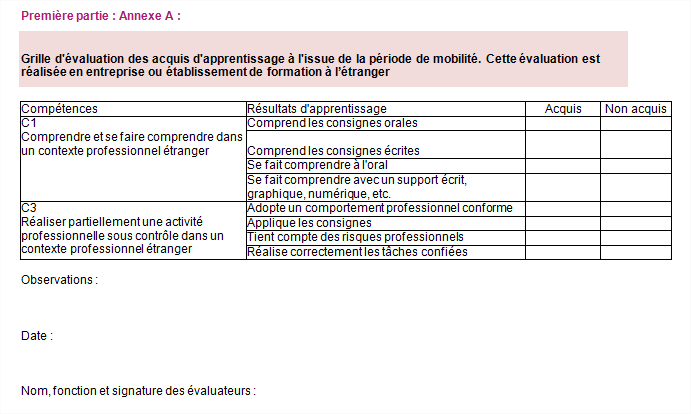 Première partie : Annexe A :
Grille d'évaluation des acquis d'apprentissage à l'issue de la période de mobilité. Cette évaluation est
réalisée en entreprise ou établissement de formation à l'étranger
Compétences Résultats d'apprentissage Acquis Non acquis
C1
Comprendre et se faire comprendre dans
un contexte professionnel étranger
Comprend les consignes orales
Comprend les consignes écrites
Se fait comprendre à l'oral
Se fait comprendre avec un support écrit,
graphique, numérique, etc.
C3
Réaliser partiellement une activité
professionnelle sous contrôle dans un
contexte professionnel étranger
Adopte un comportement professionnel conforme
Applique les consignes
Tient compte des risques professionnels
Réalise correctement les tâches confiées
Observations :
Date :
Nom, fonction et signature des évaluateurs :